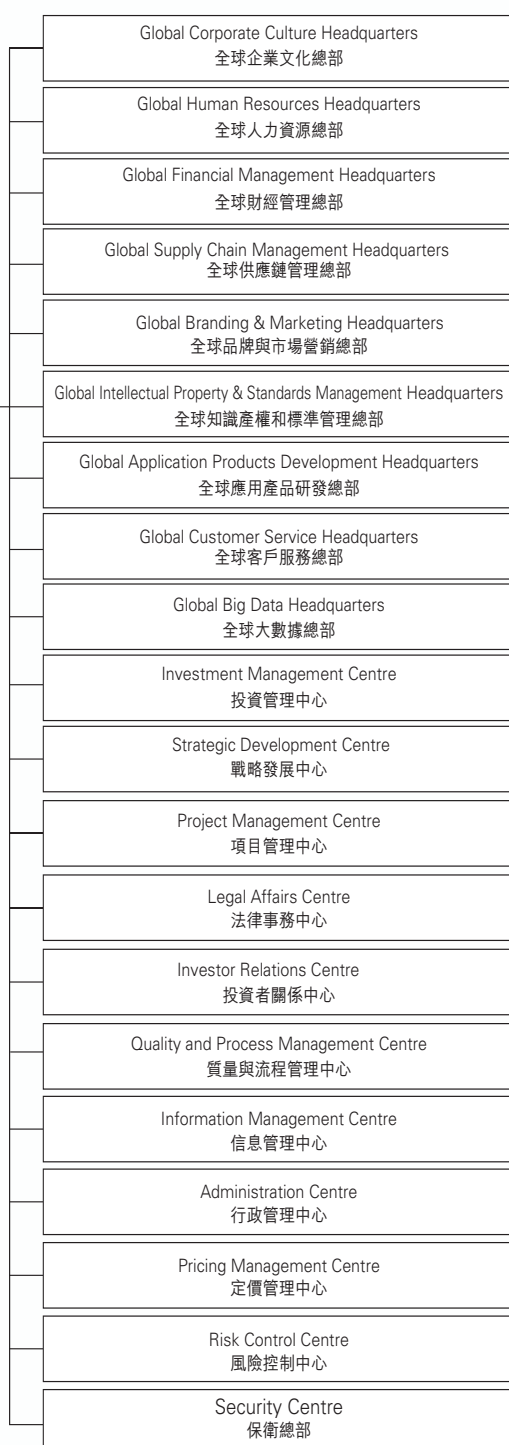 Global Corporate Culture Headquarters
全球企業文化總部
Global Human Resources Headquarters
全球人力資源總部
Global Financial Management Headquarters
全球財經管理總部
Global Supply Chain Management Headquarters
全球供應鏈管理總部
Global Branding & Marketing Headquarters
全球品牌與市場營銷總部
Global Intellectual Property & Standards Management Headquarters
全球知識產權和標準管理總部
Global Application Products Development Headquarters
全球應用產品研發總部
Global Customer Service Headquarters
全球客戶服務總部
Global Big Data Headquarters
全球大數據總部
Investment Management Centre
投資管理中心
Strategic Development Centre
戰略發展中心
Project Management Centre
項目管理中心
Legal Affairs Centre
法律事務中心
Investor Relations Centre
投資者關係中心
Quality and Process Management Centre
質量與流程管理中心
Information Management Centre
信息管理中心
Administration Centre
行政管理中心
Pricing Management Centre
定價管理中心
Risk Control Centre
風險控制中心
Security Centre
保衛總部